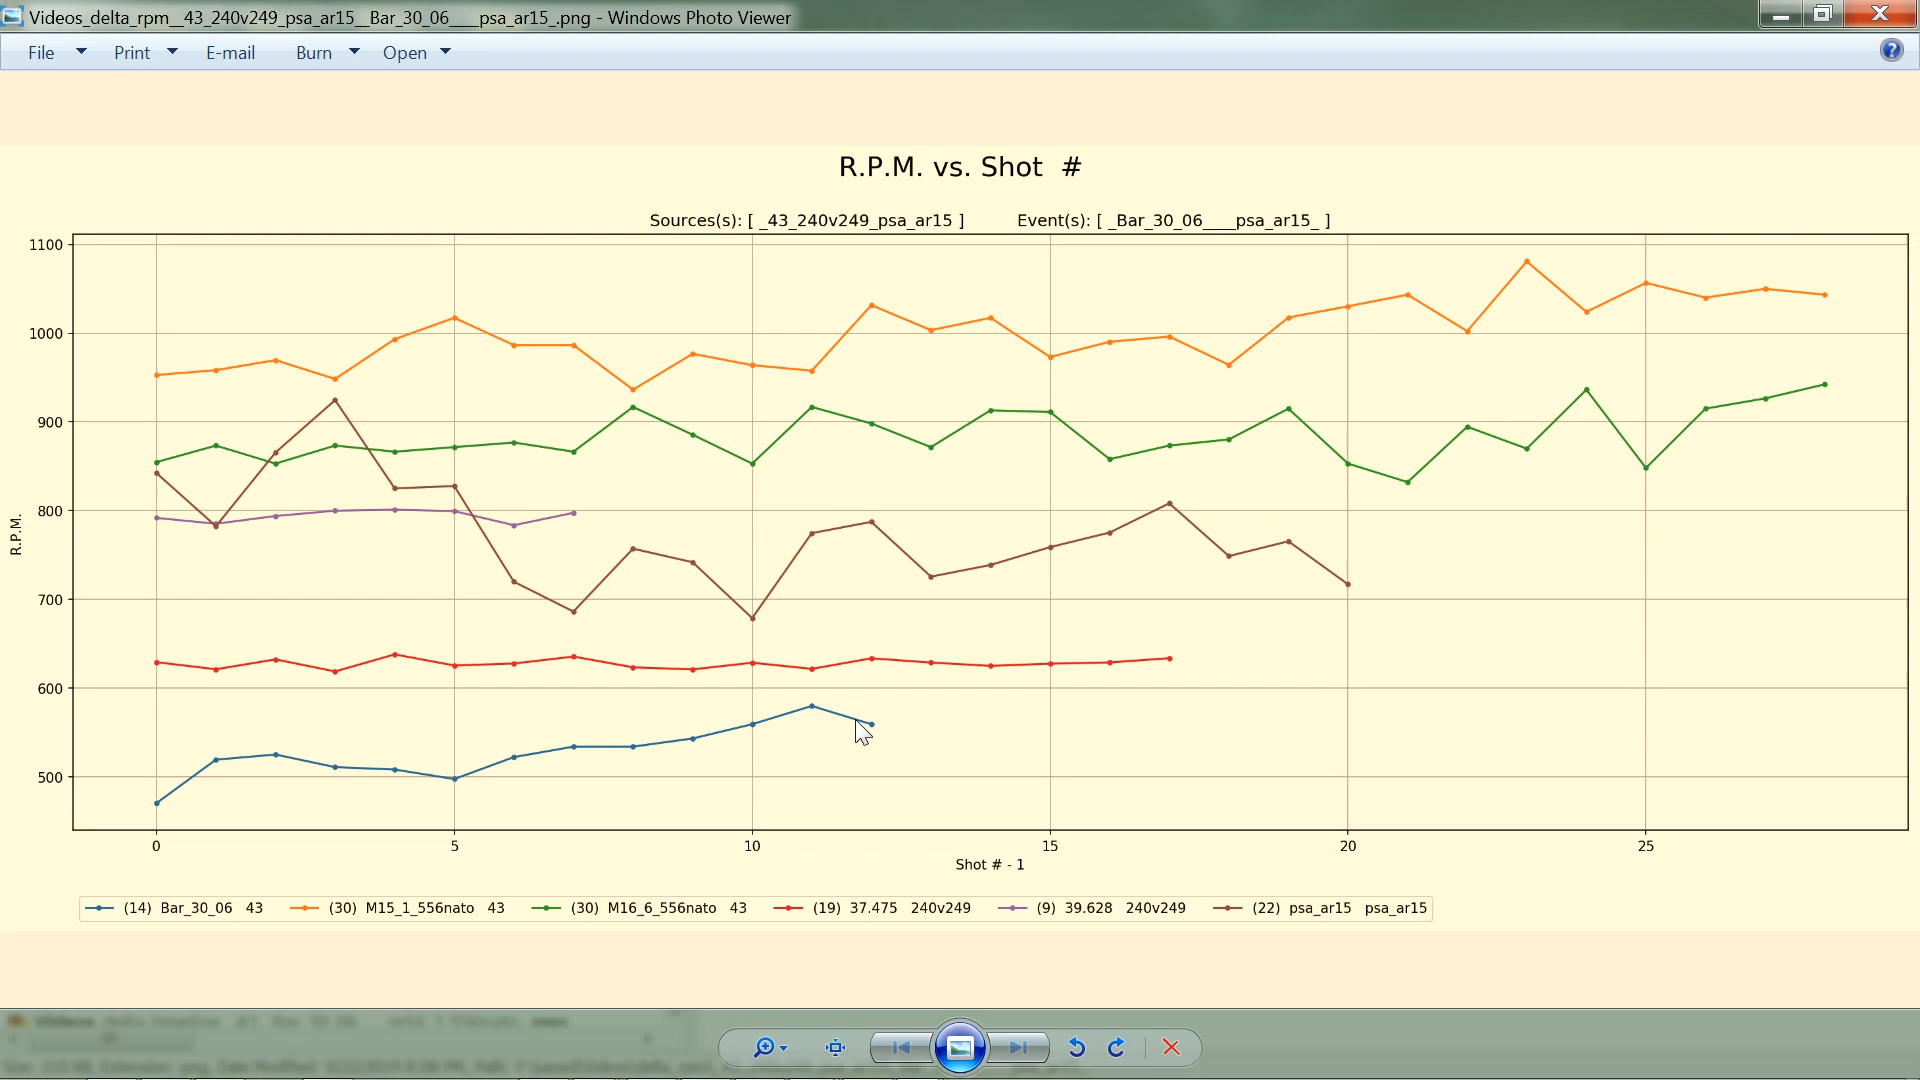 Videos_delta_rpm__43_240v249_psa_ar15__Bar_30_06____psa_ar15_.png - Windows Photo Viewer
File Print E-mail Burn Open
R.P.M. vs. Shot #
Sources(s): [ _43_240v249_psa_ar15 ] Event(s): [ _Bar_30_06____psa_ar15_ ]
1100
1000
900
800
700
600
500
R.P.M.
0 5 10 15 20 25
Shot # - 1
(14) Bar_30_06 43 (30) M15_1_556nato 43 (30) M16_6_556nato 43 (19) 37.475 240v249 (9) 39.628 240v249 (22) psa_ar15 psa_ar15